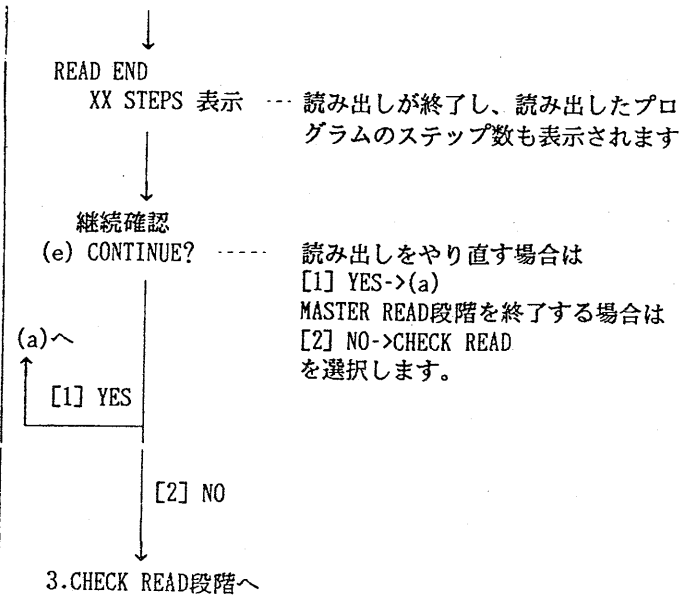 READ END
XX STEPS 表示 ··· 読み出しが終了し、読み出したプロ
グラムのステップ数も表示されます
継続確認
(e) CONTINUE? ····· 読み出しをやり直す場合は
[1] YES->(a)
MASTER READ段階を終了する場合は
[2] NO->CHECK READ
を選択します。
(a)へ
[1] YES
[2] NO
3.CHECK READ段階へ